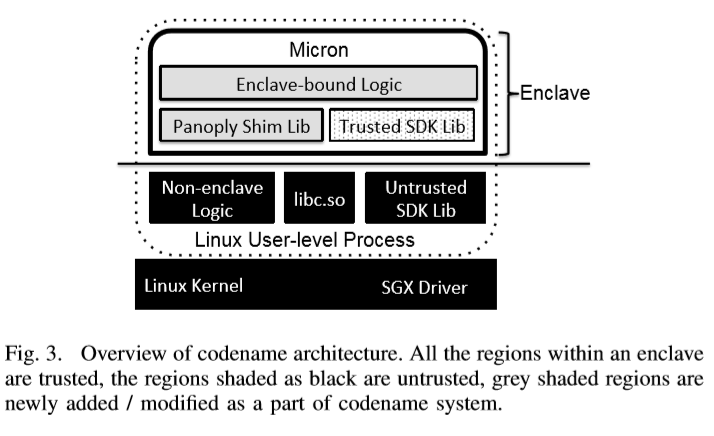 Micron
Enclave-bound Logic
Enclave
Panoply Shim Lib
Trusted SDK Lib
Non-enclave
Logic
libc.so
Untrusted
SDK Lib
Linux User-level Process
Linux Kernel
SGX Driver
Fig. 3. Overview of codename architecture. All the regions within an enclave
are trusted, the regions shaded as black are untrusted, grey shaded regions are
newly added / modified as a part of codename system.